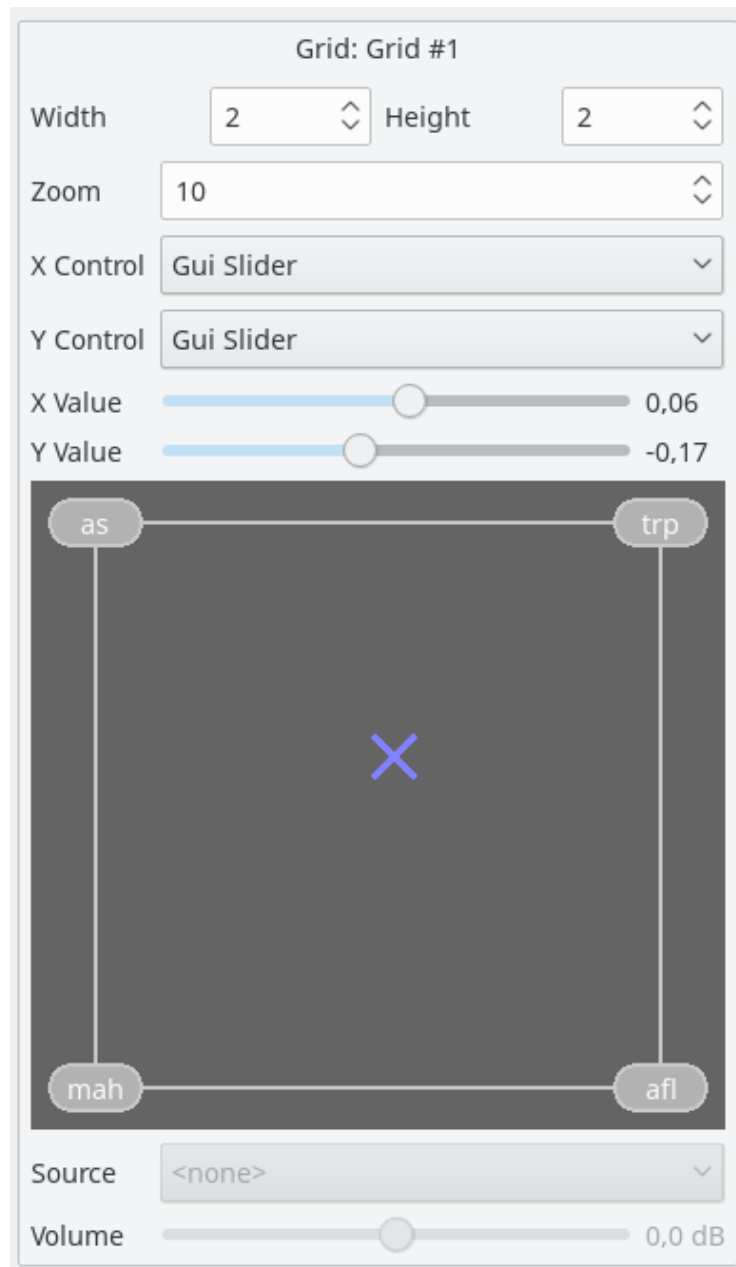 Grid: Grid #1
Width 2 Height 2
Zoom 10
X Control Gui Slider
Y Control Gui Slider
X Value 0,06
Y Value -0,17
as trp
mah afl
Source <none>
Volume 0,0 dB